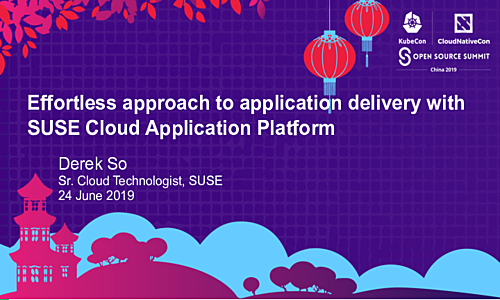 KubeCon
CloudNativeCon
OPEN SOURCE SUMMIT
China 2019
Effortless approach to application delivery with
SUSE Cloud Application Platform
Derek So
Sr. Cloud Technologist, SUSE
24 June 2019